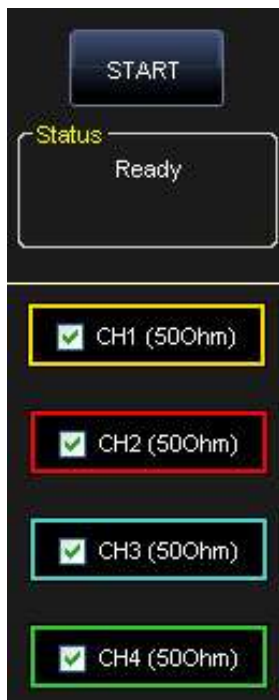 START
Status
Ready
CH1 (50Ohm)
CH2 (50Ohm)
CH3 (50Ohm)
CH4 (50Ohm)